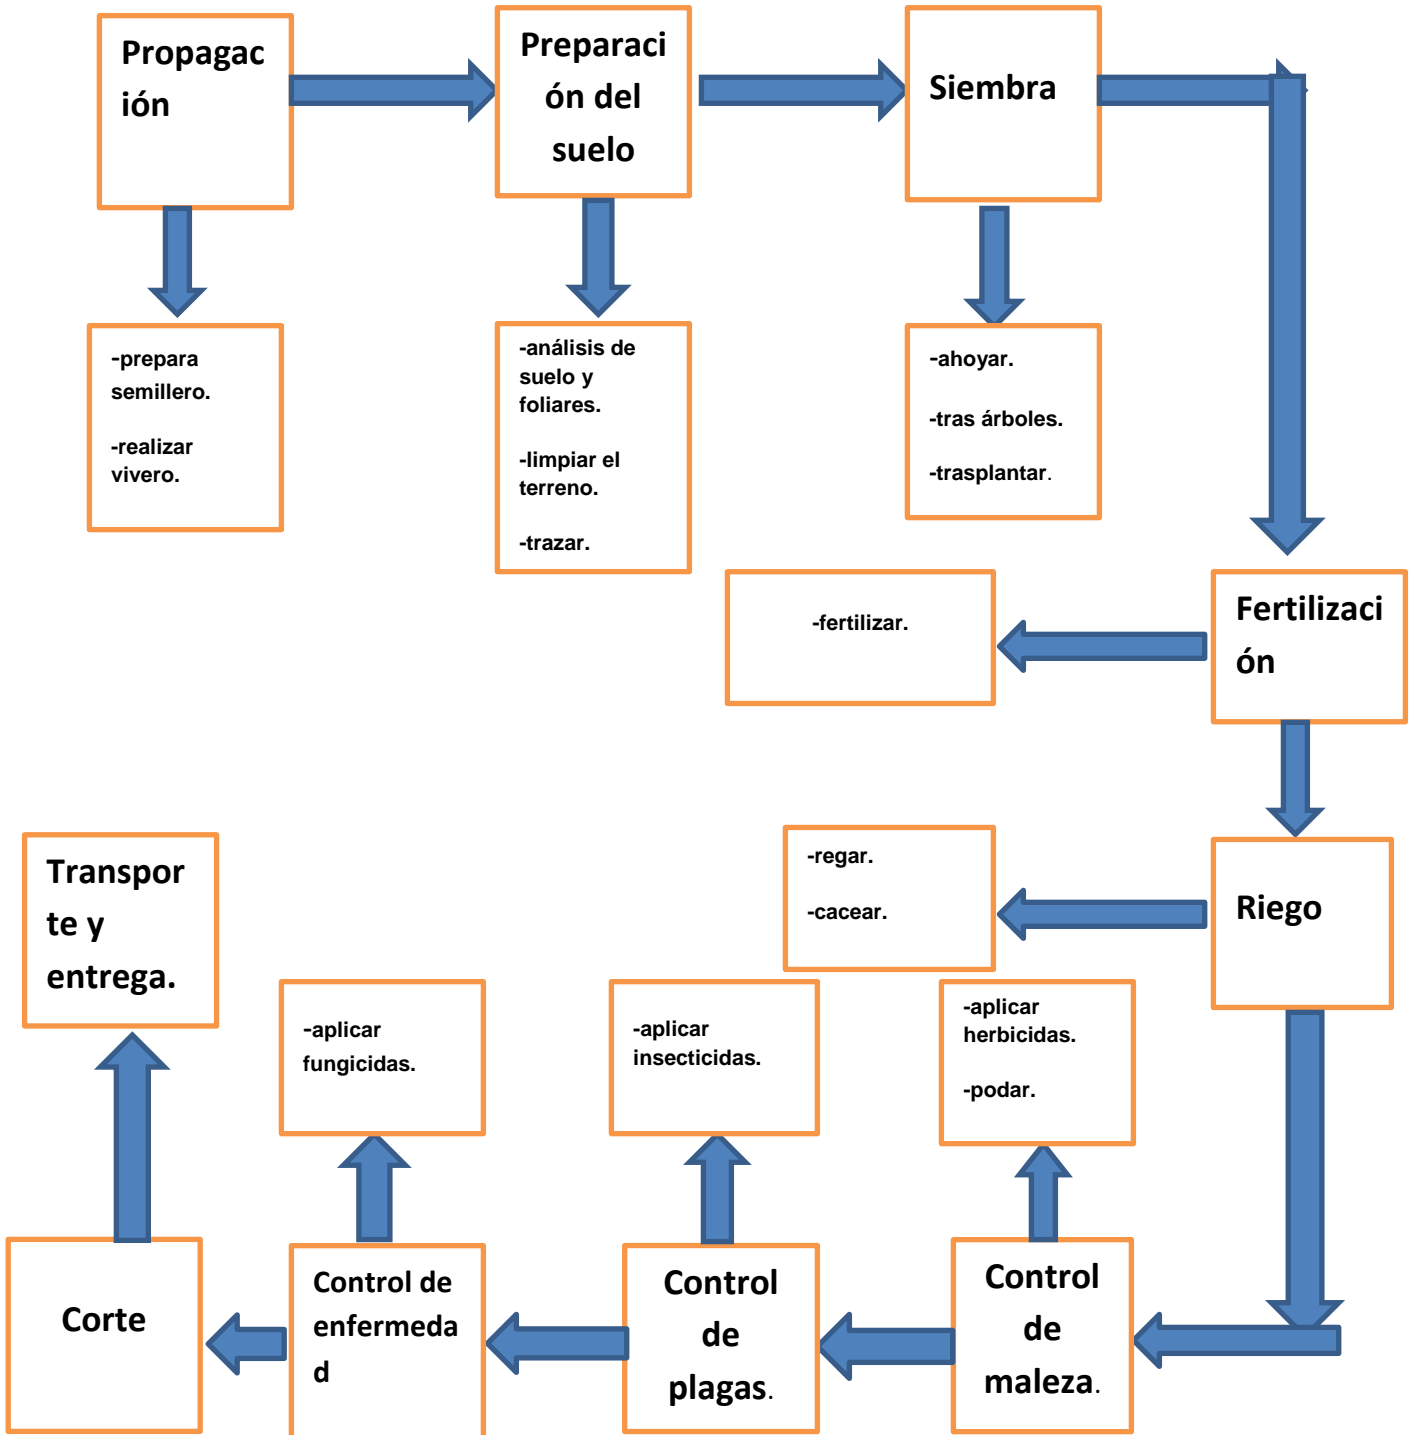 Propagac
ión
Preparaci
ón del
suelo
Siembra
-prepara
semillero.
-realizar
vivero.
-análisis de
suelo y
foliares.
-limpiar el
terreno.
-trazar.
-ahoyar.
-tras árboles.
-trasplantar.
-fertilizar.
Fertilizaci
ón
-regar.
-cacear.
Riego
Transpor
te y
entrega.
-aplicar
fungicidas.
-aplicar
insecticidas.
-aplicar
herbicidas.
-podar.
Corte
Control de
enfermeda
d
Control
de
plagas.
Control
de
maleza.